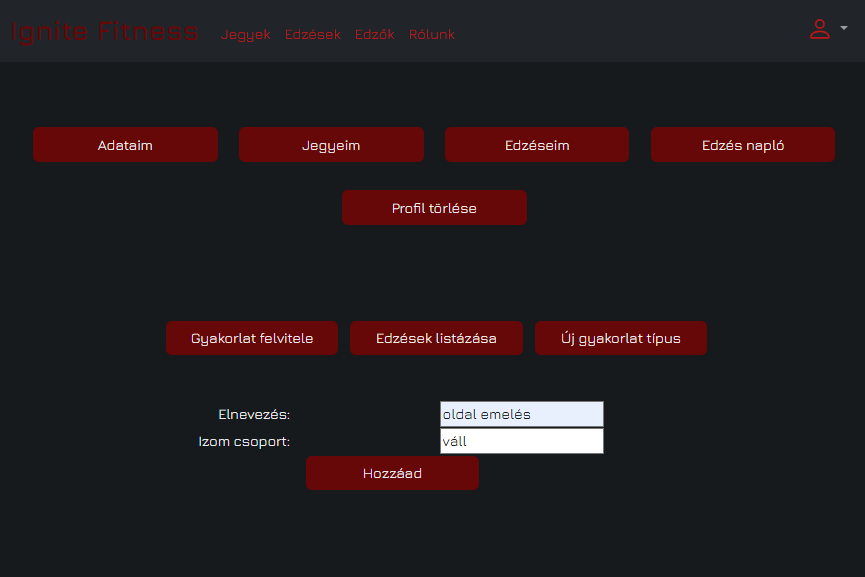 Ignite Fitness Jegyek Edzések Edzők Rólunk
Adataim Jegyeim Edzéseim Edzés napló
Profil törlése
Gyakorlat felvitele Edzések listázása Új gyakorlat típus
Elnevezés: oldal emelés
Izom csoport: váll
Hozzáad